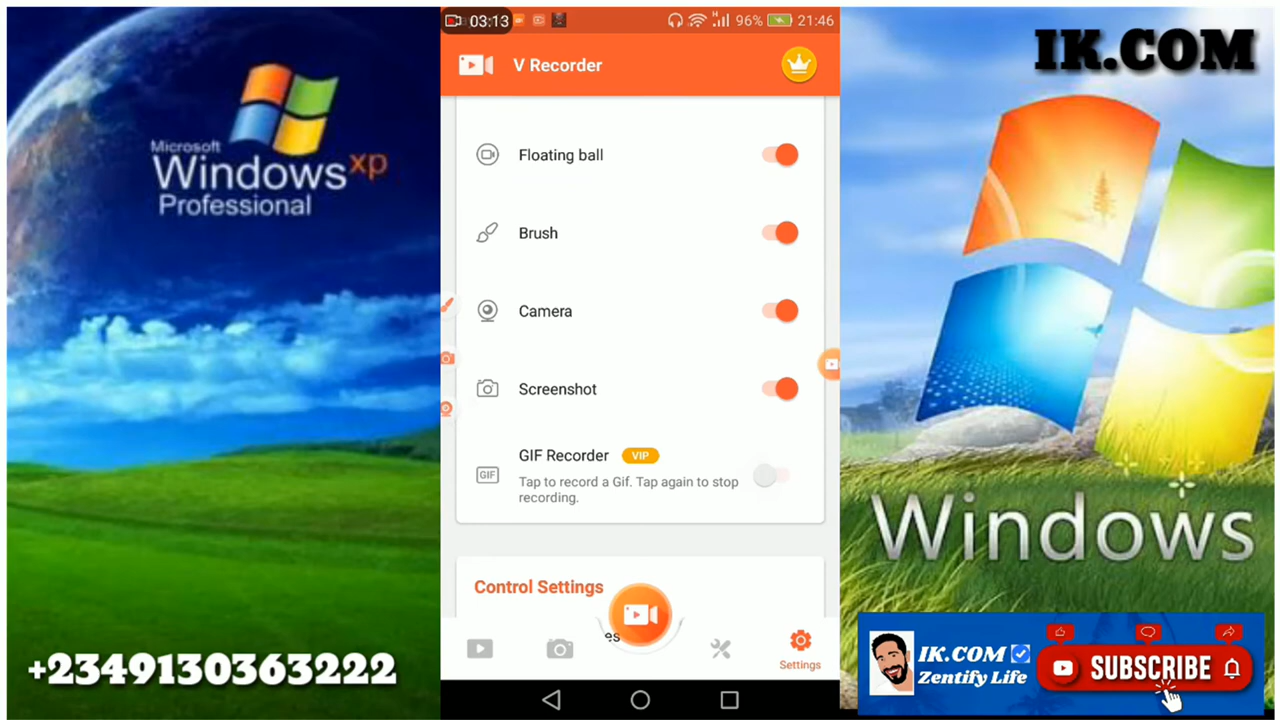 Microsoft
Windows xp
Professional
+2349130363222
03:13
H
96%
21:46
V Recorder
Floating ball
Brush
Camera
Screenshot
GIF Recorder
VIP
GIF
Tap to record a Gif. Tap again to stop
recording.
Control Settings
es
Settings
IK.COM
Windows
IK.COM
Zentify Life
SUBSCRIBE